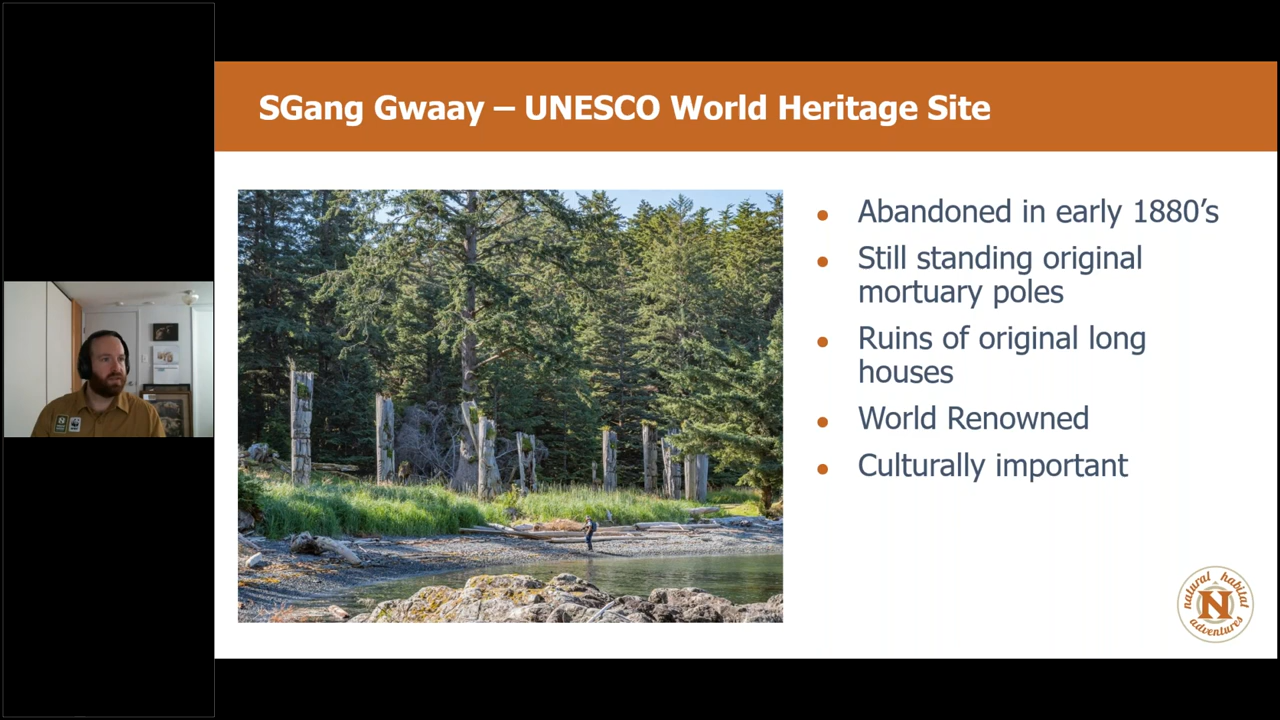 SGang Gwaay – UNESCO World Heritage Site
Abandoned in early 1880’s
Still standing original
mortuary poles
Ruins of original long
houses
World Renowned
Culturally important
natural habitat
N
adventures